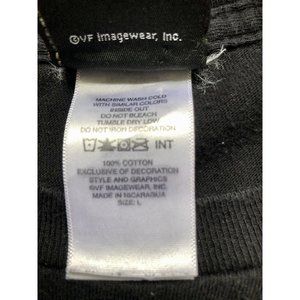 ©VF Imagewear, Inc.
MACHINE WASH COLD
WITH SIMILAR COLORS
INSIDE OUT
DO NOT BLEACH
TUMBLE DRY LOW
DO NOT IRON DECORATION
INT
100% COTTON
EXCLUSIVE OF DECORATION
STYLE AND GRAPHICS
©VF IMAGEWEAR, INC.
MADE IN NICARAGUA
SIZE: L